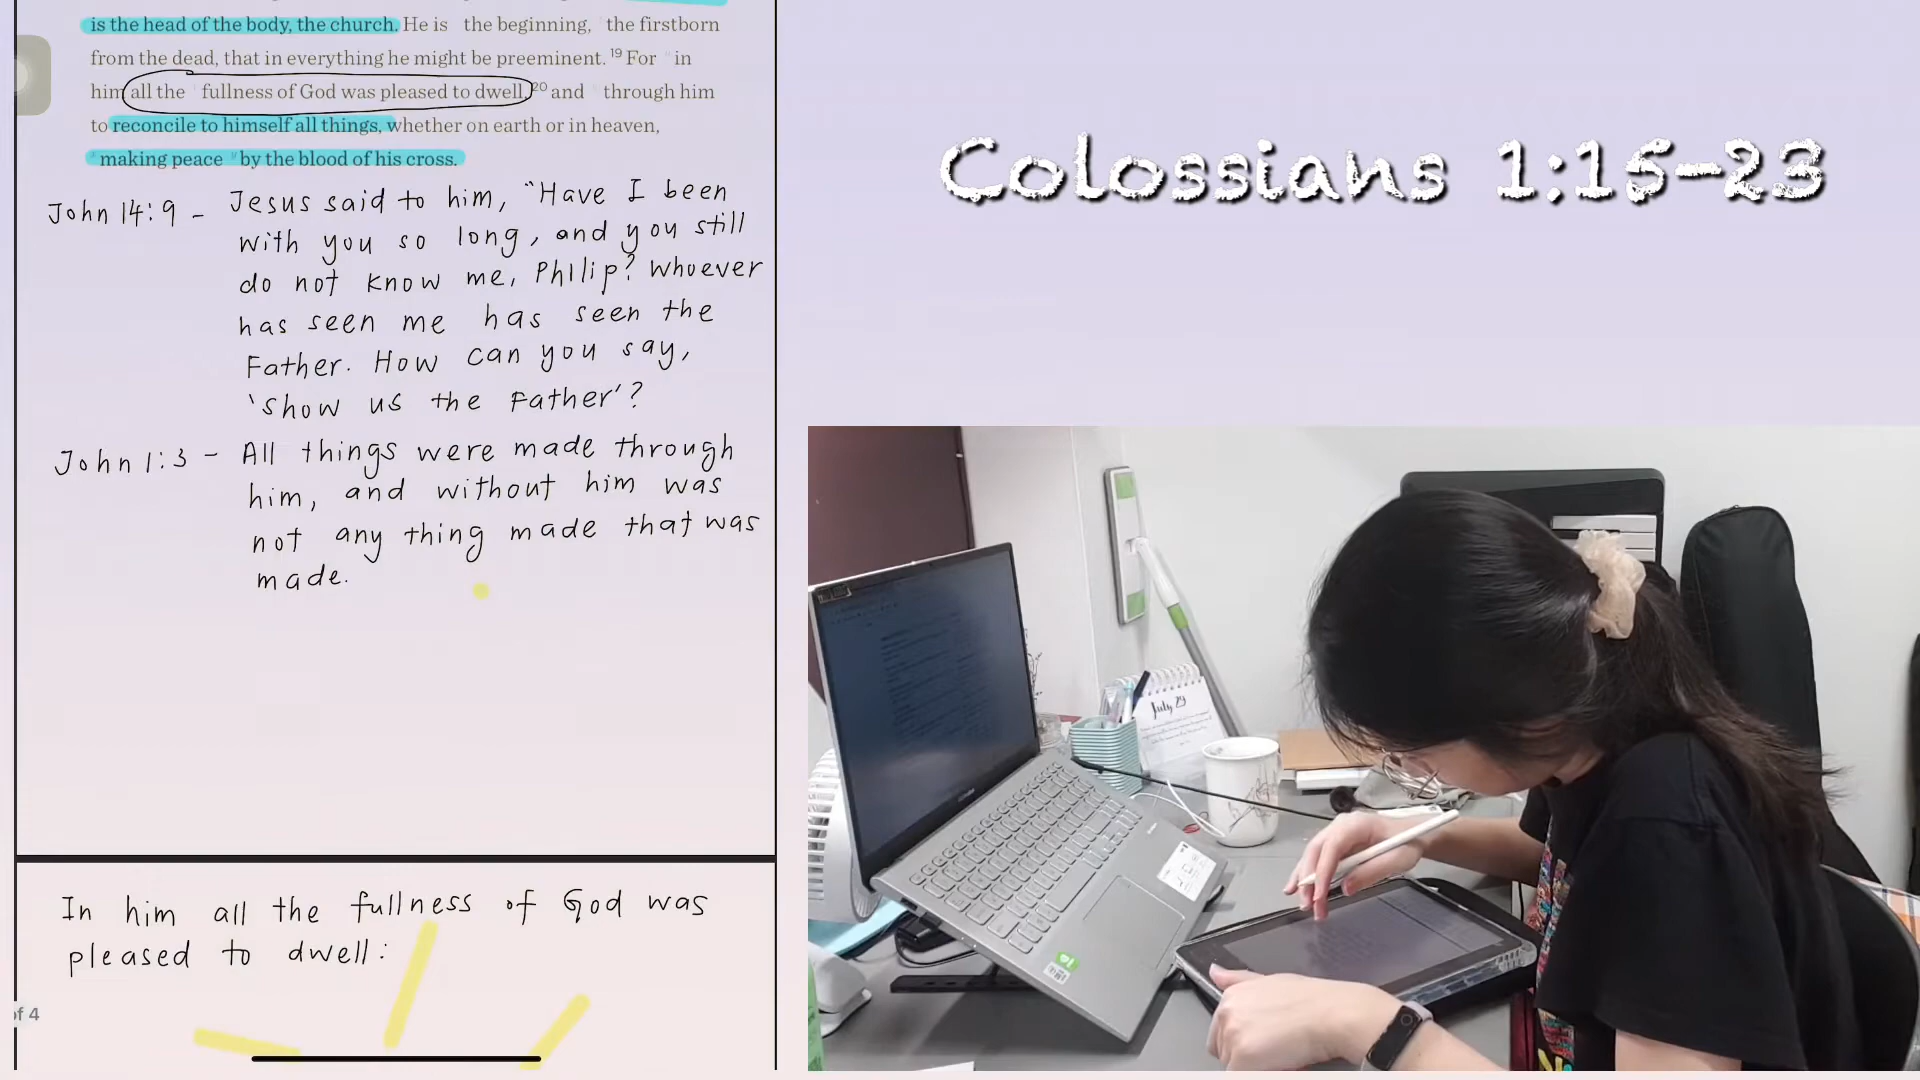 is the head of the body, the church. He is the beginning, the firstborn
from the dead, that in everything he might be preeminent. 19 For in
him all the fullness of God was pleased to dwell, 20 and through him
to reconcile to himself all things, whether on earth or in heaven,
making peace by the blood of his cross.
John 14:9 - Jesus said to him, "Have I been
with you so long, and you still
do not know me, Philip? Whoever
has seen me has seen the
Father. How can you say,
'show us the Father'?
John 1:3 - All things were made through
him, and without him was
not any thing made that was
made.
In him all the fullness of God was
pleased to dwell:
of 4
Colossians 1:15-23
July 29